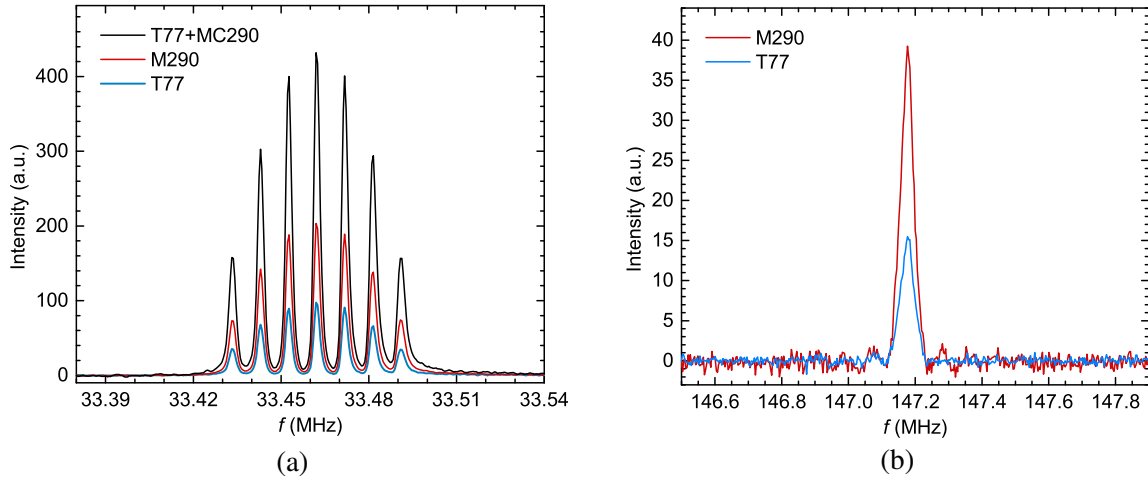 T77+MC290
M290
T77
400
300
200
100
0
Intensity (a.u.)
33.39 33.42 33.45 33.48 33.51 33.54
f (MHz)
(a)
M290
T77
40
35
30
25
20
15
10
5
0
Intensity (a.u.)
146.6 146.8 147.0 147.2 147.4 147.6 147.8
f (MHz)
(b)